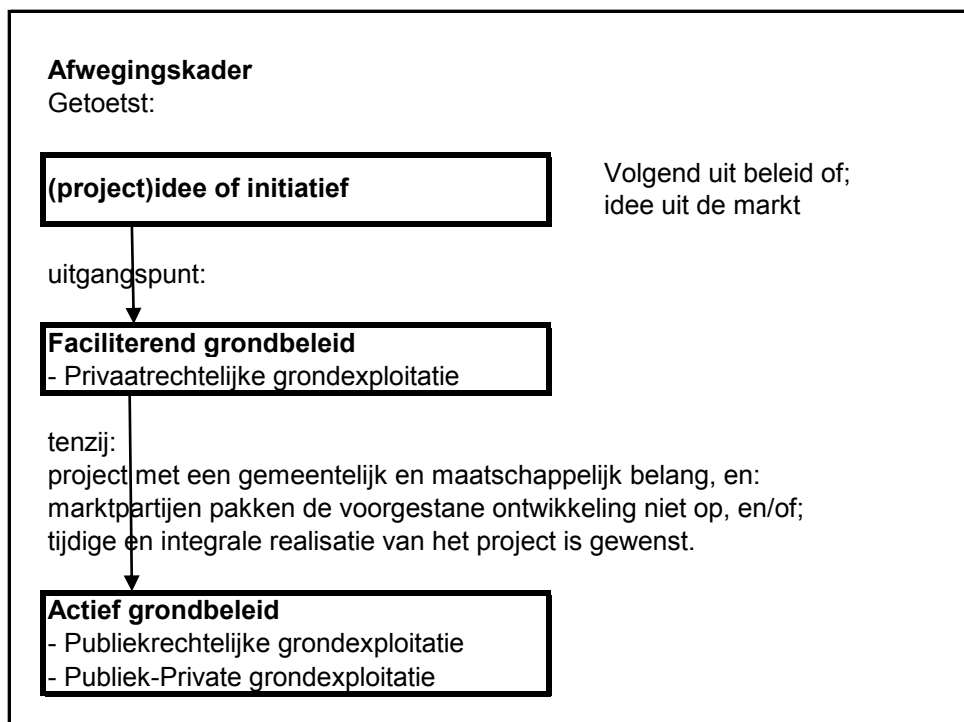 Afwegingskader
Getoetst:
(project)idee of initiatief
Volgend uit beleid of;
idee uit de markt
uitgangspunt:
Faciliterend grondbeleid
- Privaatrechtelijke grondexploitatie
tenzij:
project met een gemeentelijk en maatschappelijk belang, en:
marktpartijen pakken de voorgestane ontwikkeling niet op, en/of;
tijdige en integrale realisatie van het project is gewenst.
Actief grondbeleid
- Publiekrechtelijke grondexploitatie
- Publiek-Private grondexploitatie